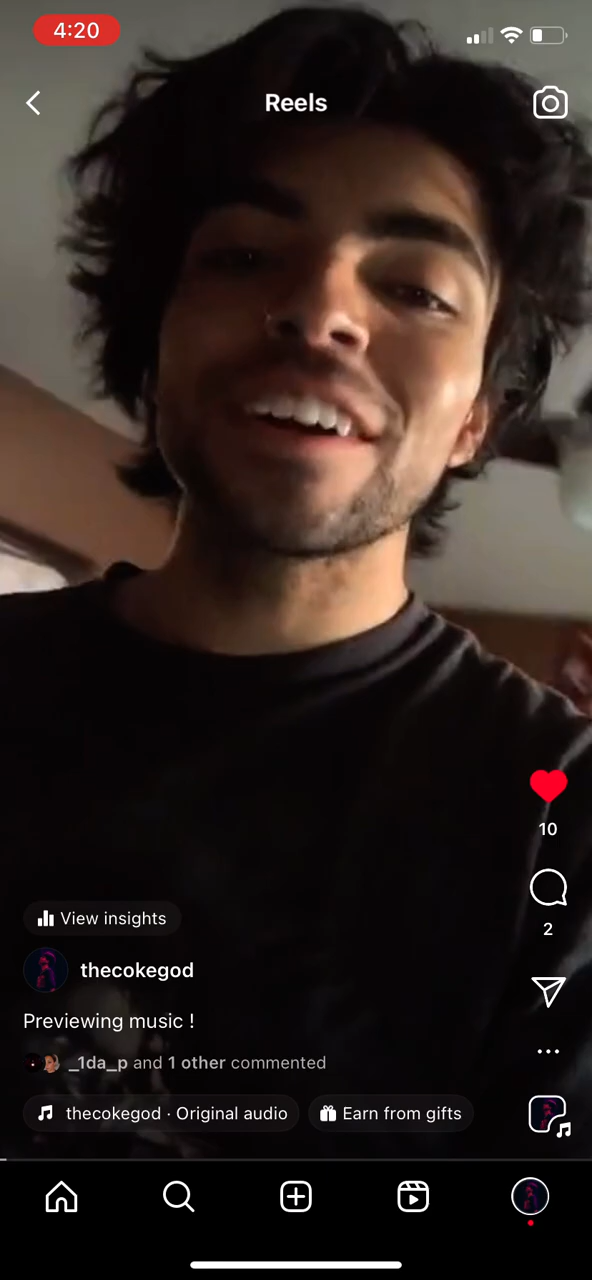 4:20
Reels
10
2
View insights
thecokegod
Previewing music !
_1da_p and 1 other commented
thecokegod · Original audio
Earn from gifts